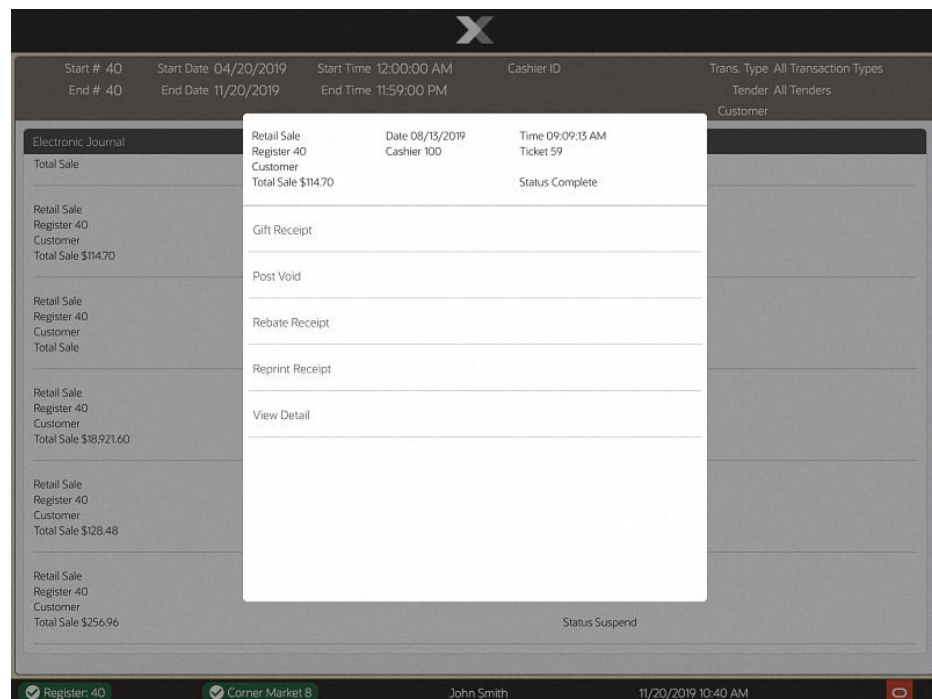 Start # 40 Start Date 04/20/2019 Start Time 12:00:00 AM Cashier ID Trans. Type All Transaction Types
End # 40 End Date 11/20/2019 End Time 11:59:00 PM Tender All Tenders
Customer
Electronic Journal
Total Sale
Retail Sale
Register 40
Customer
Total Sale $114.70
Retail Sale
Register 40
Customer
Total Sale
Retail Sale
Register 40
Customer
Total Sale $18,921.60
Retail Sale
Register 40
Customer
Total Sale $128.48
Retail Sale
Register 40
Customer
Total Sale $256.96 Status Suspend
Retail Sale Date 08/13/2019 Time 09:09:13 AM
Register 40 Cashier 100 Ticket 59
Customer
Total Sale $114.70 Status Complete
Gift Receipt
Post Void
Rebate Receipt
Reprint Receipt
View Detail
Register: 40 Corner Market 8 John Smith 11/20/2019 10:40 AM